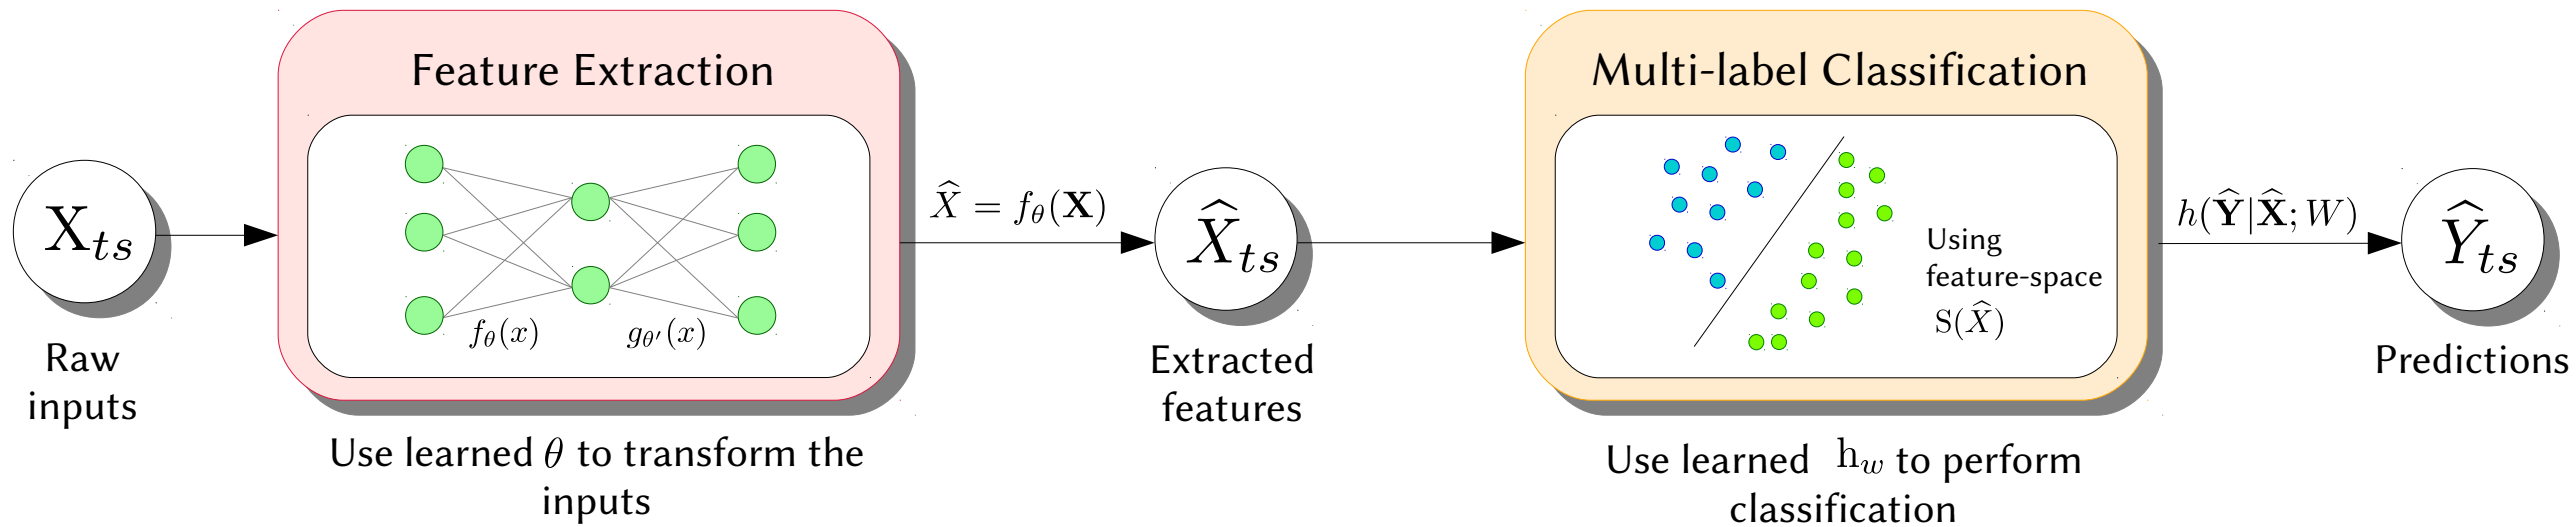 X_ts
Raw
inputs
Feature Extraction
f_θ(x)
g_θ′(x)
Use learned θ to transform the
inputs
X̂ = f_θ(𝐗)
X̂_ts
Extracted
features
Multi-label Classification
Using
feature-space
S(X̂)
Use learned h_w to perform
classification
h(𝐘̂|𝐗̂; W)
Ŷ_ts
Predictions